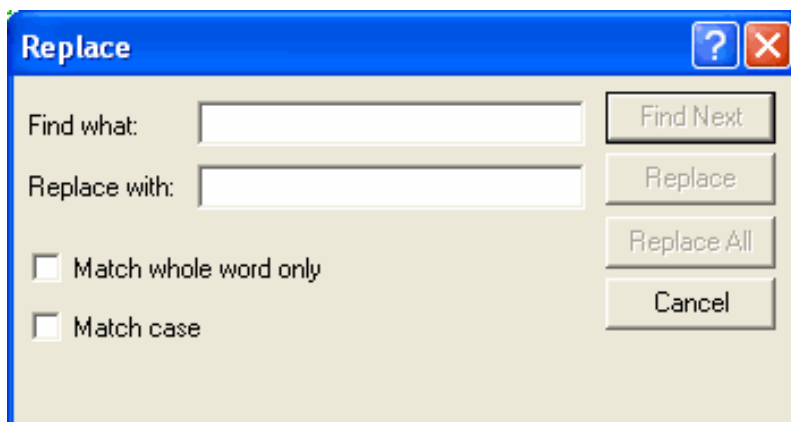 Replace
Find what:
Find Next
Replace with:
Replace
Replace All
Match whole word only
Cancel
Match case